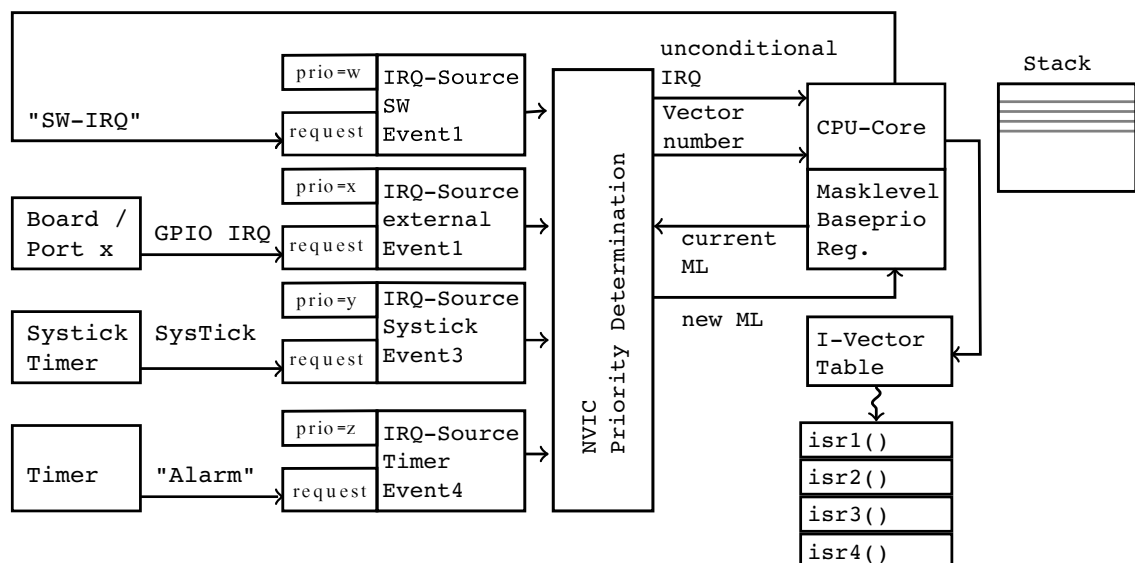 unconditional
IRQ
Stack
prio=w
IRQ-Source
SW
Event1
"SW-IRQ"
request
Vector
number
CPU-Core
prio=x
IRQ-Source
external
Event1
Board /
Port x
GPIO IRQ
request
NVIC
Priority Determination
current
ML
Masklevel
Baseprio
Reg.
new ML
prio=y
IRQ-Source
Systick
Event3
Systick
Timer
SysTick
request
I-Vector
Table
prio=z
IRQ-Source
Timer
Event4
Timer
"Alarm"
request
isr1()
isr2()
isr3()
isr4()